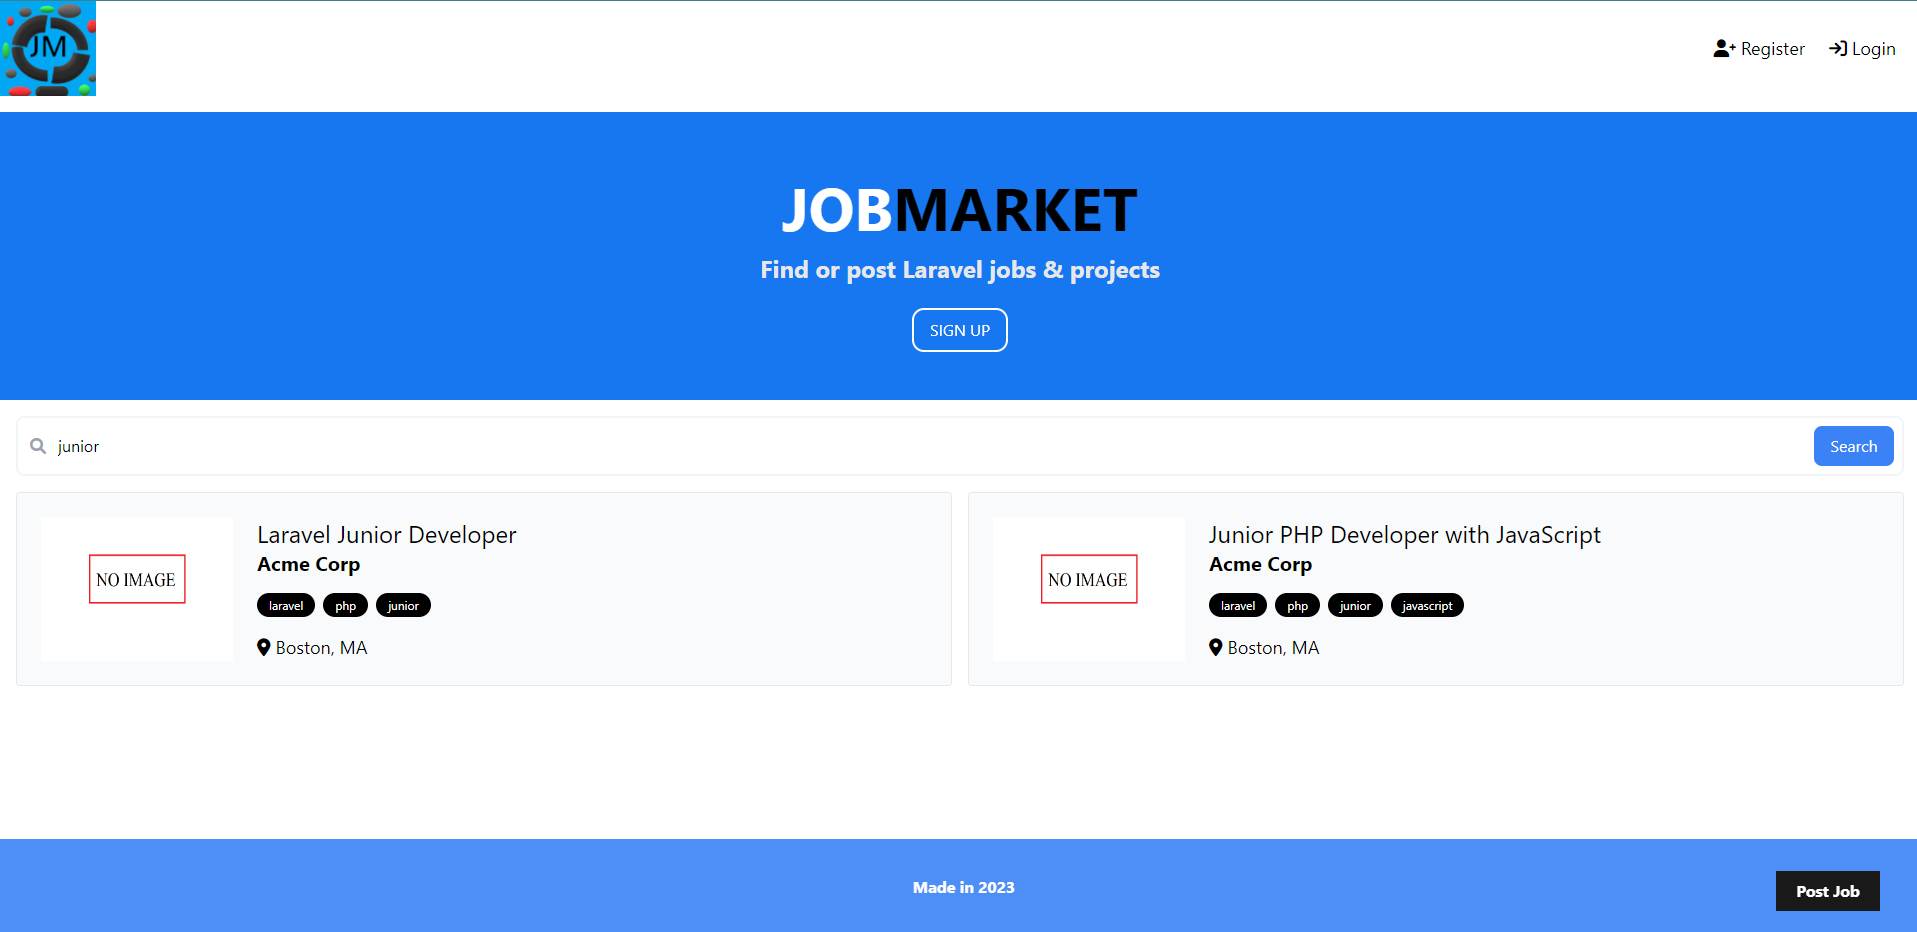 JM
Register
Login
JOBMARKET
Find or post Laravel jobs & projects
SIGN UP
junior
Search
NO IMAGE
Laravel Junior Developer
Acme Corp
laravel php junior
Boston, MA
NO IMAGE
Junior PHP Developer with JavaScript
Acme Corp
laravel php junior javascript
Boston, MA
Made in 2023
Post Job